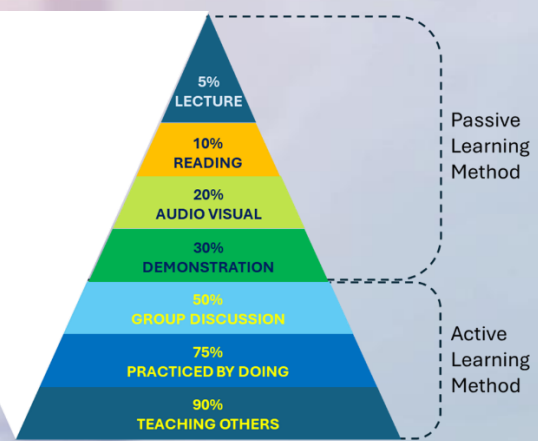 5%
LECTURE
10%
READING
20%
AUDIO VISUAL
30%
DEMONSTRATION
Passive
Learning
Method
50%
GROUP DISCUSSION
75%
PRACTICED BY DOING
90%
TEACHING OTHERS
Active
Learning
Method